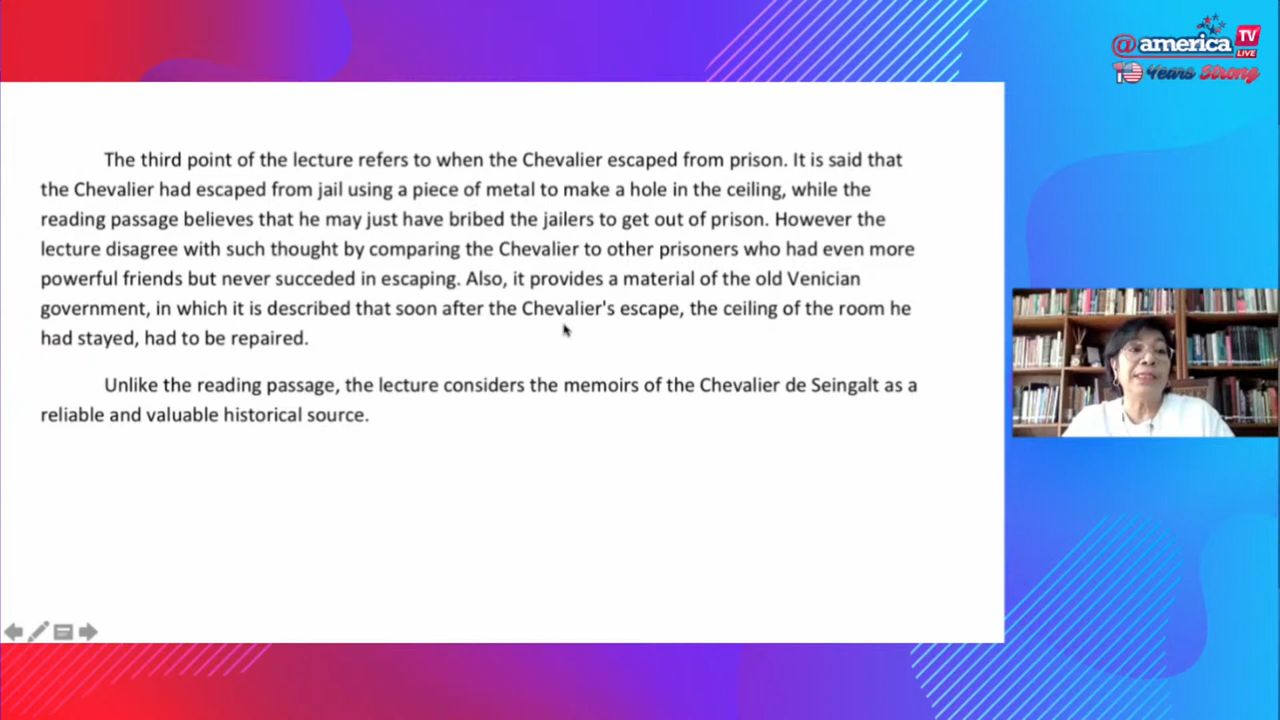 @america TV
LIVE
10 Years Strong
The third point of the lecture refers to when the Chevalier escaped from prison. It is said that
the Chevalier had escaped from jail using a piece of metal to make a hole in the ceiling, while the
reading passage believes that he may just have bribed the jailers to get out of prison. However the
lecture disagree with such thought by comparing the Chevalier to other prisoners who had even more
powerful friends but never succeded in escaping. Also, it provides a material of the old Venician
government, in which it is described that soon after the Chevalier's escape, the ceiling of the room he
had stayed, had to be repaired.
Unlike the reading passage, the lecture considers the memoirs of the Chevalier de Seingalt as a
reliable and valuable historical source.